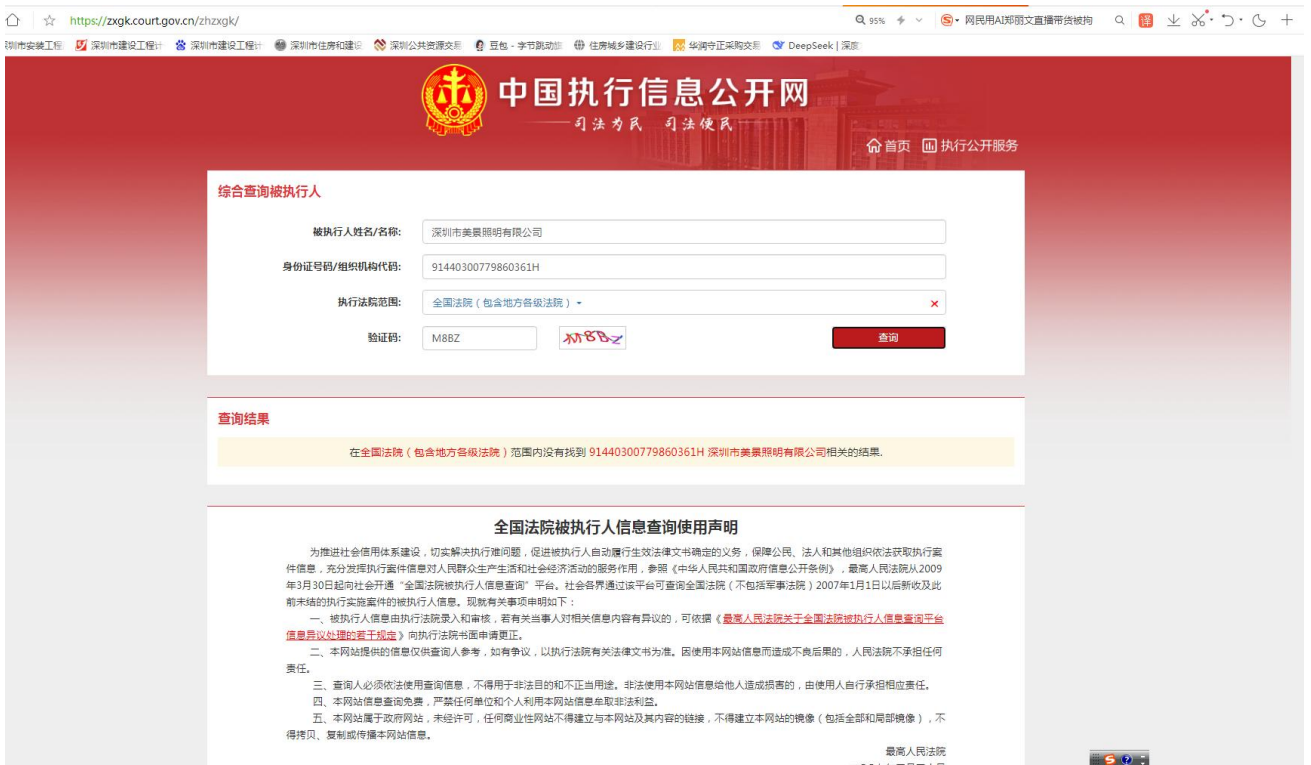 https://zxgk.court.gov.cn/zhzxgk/
95%
网民用AI郑丽文直播带货被拘
译
圳市安装工程
深圳市建设工程计
深圳市建设工程计
深圳市住房和建设
深圳公共资源交易
豆包 - 字节跳动旗
住房城乡建设行业
华润守正采购交易
DeepSeek | 深度
中国执行信息公开网
司法为民 司法便民
首页 执行公开服务
综合查询被执行人
被执行人姓名/名称: 深圳市美景照明有限公司
身份证号码/组织机构代码: 91440300779860361H
执行法院范围: 全国法院（包含地方各级法院）
验证码: M8BZ M8BZ 查询
查询结果
在全国法院（包含地方各级法院）范围内没有找到 91440300779860361H 深圳市美景照明有限公司相关的结果.
全国法院被执行人信息查询使用声明
为推进社会信用体系建设，切实解决执行难问题，促进被执行人自动履行生效法律文书确定的义务，保障公民、法人和其他组织依法获取执行案
件信息，充分发挥执行案件信息对人民群众生产生活和社会经济活动的服务作用，参照《中华人民共和国政府信息公开条例》，最高人民法院从2009
年3月30日起向社会开通“全国法院被执行人信息查询”平台。社会各界通过该平台可查询全国法院（不包括军事法院）2007年1月1日以后新收及此
前未结的执行实施案件的被执行人信息。现就有关事项申明如下：
一、被执行人信息由执行法院录入和审核，若有关当事人对相关信息内容有异议的，可依据《最高人民法院关于全国法院被执行人信息查询平台
信息异议处理的若干规定》向执行法院书面申请更正。
二、本网站提供的信息仅供查询人参考，如有争议，以执行法院有关法律文书为准。因使用本网站信息而造成不良后果的，人民法院不承担任何
责任。
三、查询人必须依法使用查询信息，不得用于非法目的和不正当用途。非法使用本网站信息给他人造成损害的，由使用人自行承担相应责任。
四、本网站信息查询免费，严禁任何单位和个人利用本网站信息牟取非法利益。
五、本网站属于政府网站，未经许可，任何商业性网站不得建立与本网站及其内容的链接，不得建立本网站的镜像（包括全部和局部镜像），不
得拷贝、复制或传播本网站信息。
最高人民法院